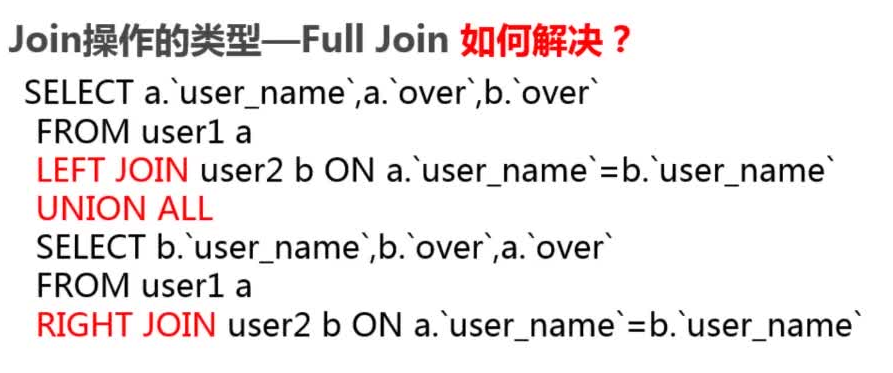 Join操作的类型—Full Join 如何解决？
SELECT a.`user_name`,a.`over`,b.`over`
FROM user1 a
LEFT JOIN user2 b ON a.`user_name`=b.`user_name`
UNION ALL
SELECT b.`user_name`,b.`over`,a.`over`
FROM user1 a
RIGHT JOIN user2 b ON a.`user_name`=b.`user_name`